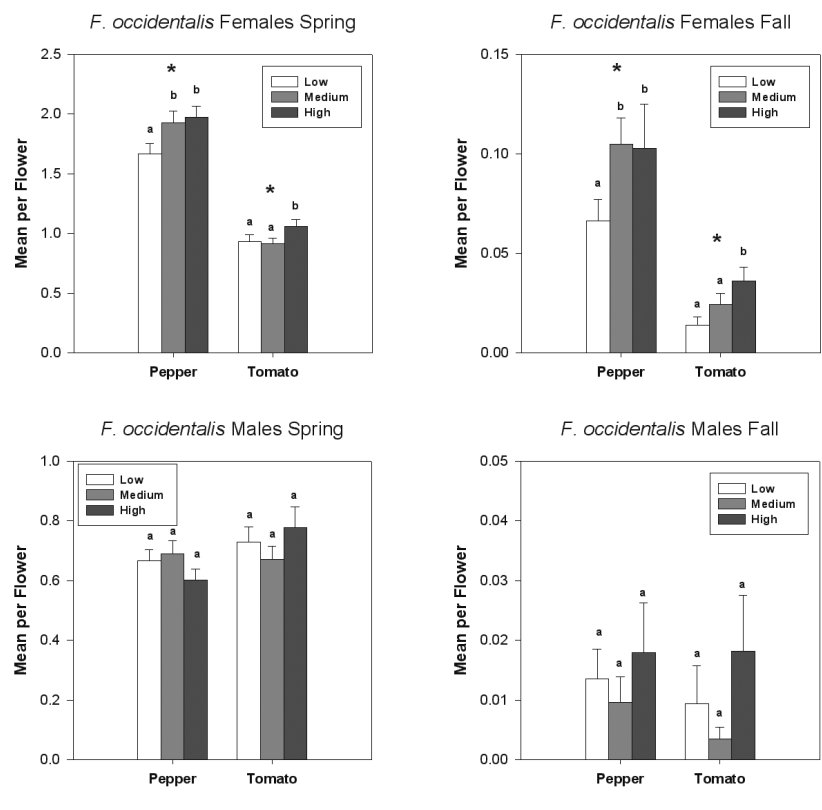 F. occidentalis Females Spring
Mean per Flower
2.5
2.0
1.5
1.0
0.5
0.0
Low
Medium
High
*
a
b
b
*
a
a
b
Pepper
Tomato
F. occidentalis Females Fall
Mean per Flower
0.15
0.10
0.05
0.00
Low
Medium
High
*
a
b
b
*
a
a
b
Pepper
Tomato
F. occidentalis Males Spring
Mean per Flower
1.0
0.8
0.6
0.4
0.2
0.0
Low
Medium
High
a
a
a
a
a
a
Pepper
Tomato
F. occidentalis Males Fall
Mean per Flower
0.05
0.04
0.03
0.02
0.01
0.00
Low
Medium
High
a
a
a
a
a
a
Pepper
Tomato